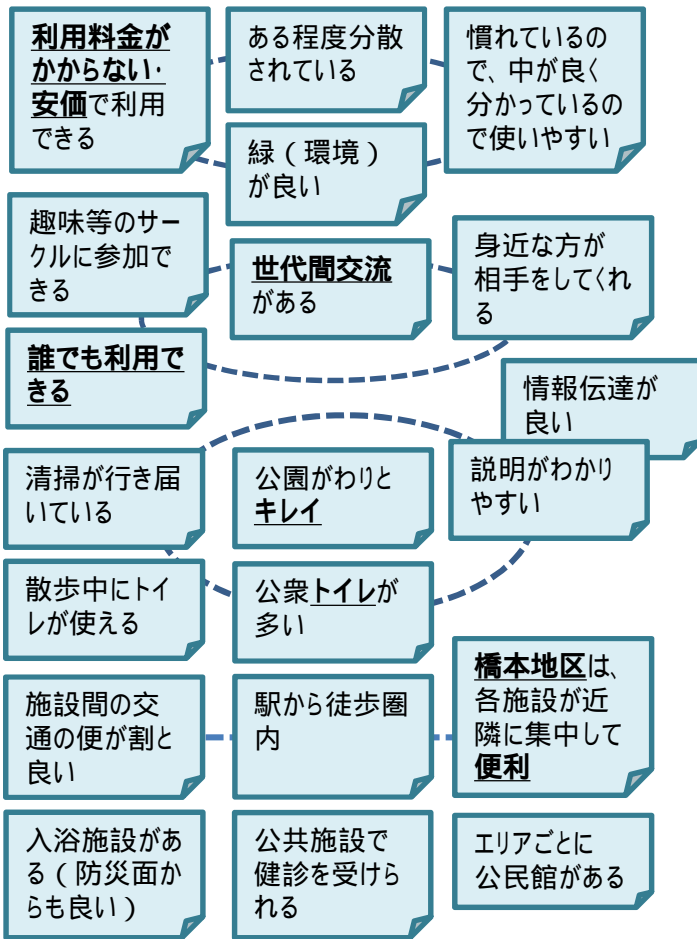 利用料金が
かからない・
安価で利用
できる
ある程度分散
されている
慣れているの
で、中が良く
分かっているの
で使いやすい
緑（環境）
が良い
趣味等のサー
クルに参加で
きる
世代間交流
がある
身近な方が
相手をしてくれ
る
誰でも利用で
きる
情報伝達が
良い
清掃が行き届
いている
公園がわりと
キレイ
説明がわかり
やすい
散歩中にトイ
レが使える
公衆トイレが
多い
施設間の交
通の便が割と
良い
駅から徒歩圏
内
橋本地区は、
各施設が近
隣に集中して
便利
入浴施設があ
る（防災面か
らも良い）
公共施設で
健診を受けら
れる
エリアごとに
公民館がある